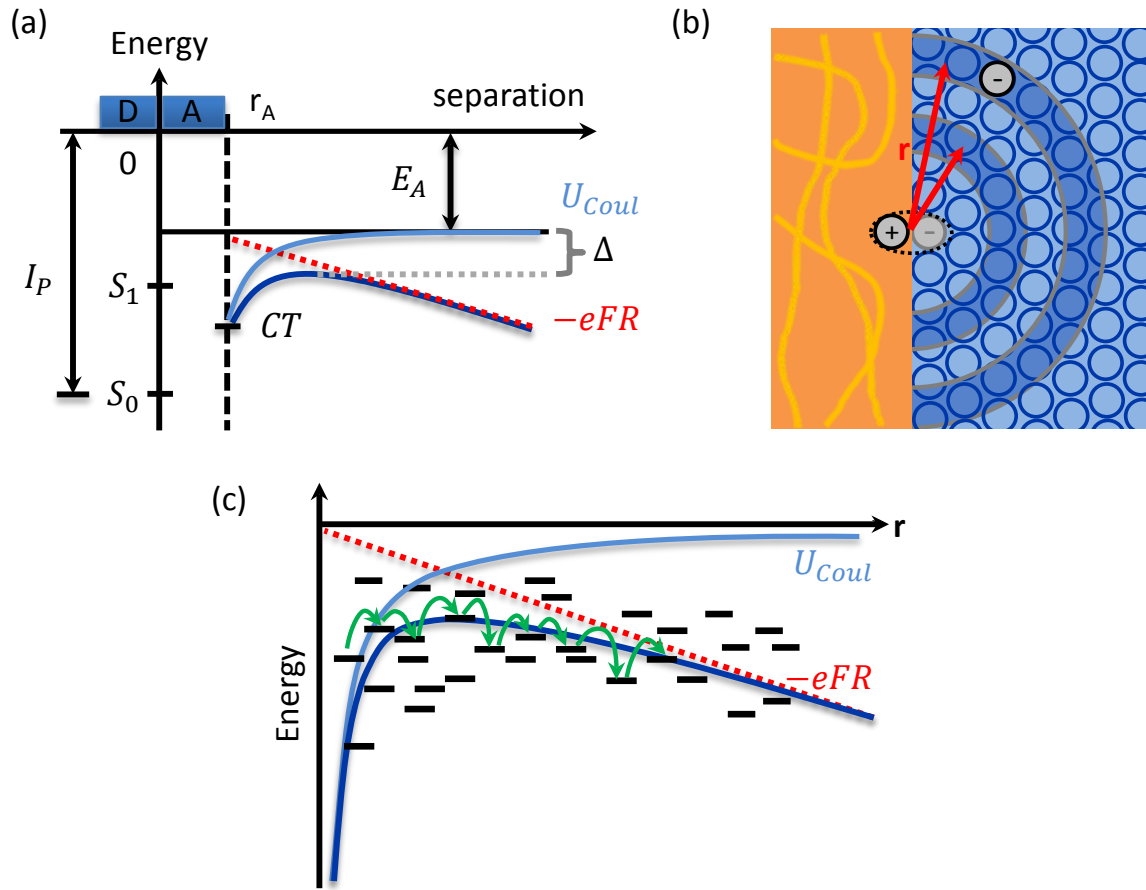 (a)
Energy
D A r_A separation
0
E_A
U_Coul
Δ
I_P
S_1
CT
−eFR
S_0
(b)
-
r
+ -
(c)
r
U_Coul
Energy
−eFR